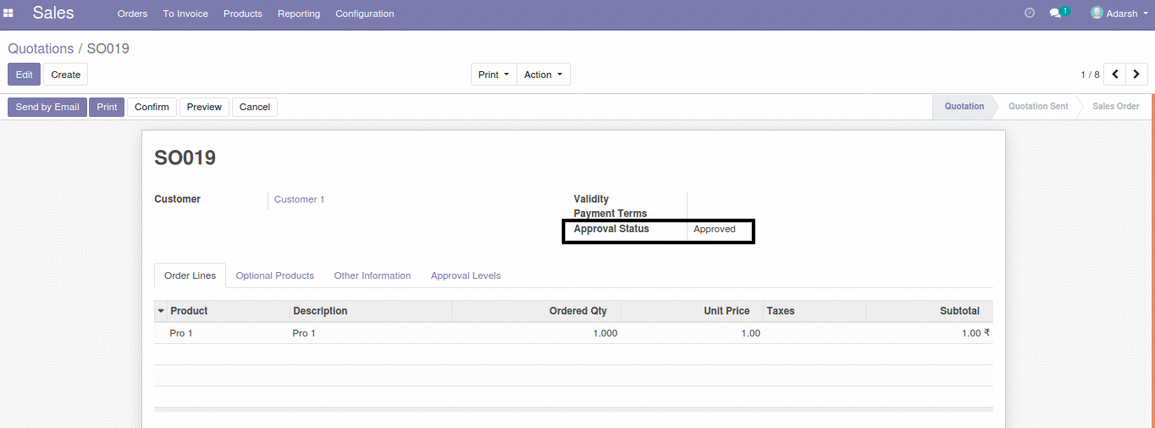 Sales Orders To Invoice Products Reporting Configuration 1 Adarsh
Quotations / SO019
Edit Create Print Action 1 / 8
Send by Email Print Confirm Preview Cancel Quotation Quotation Sent Sales Order
SO019
Customer Customer 1 Validity
Payment Terms
Approval Status Approved
Order Lines Optional Products Other Information Approval Levels
Product Description Ordered Qty Unit Price Taxes Subtotal
Pro 1 Pro 1 1.000 1.00 1.00 ₹